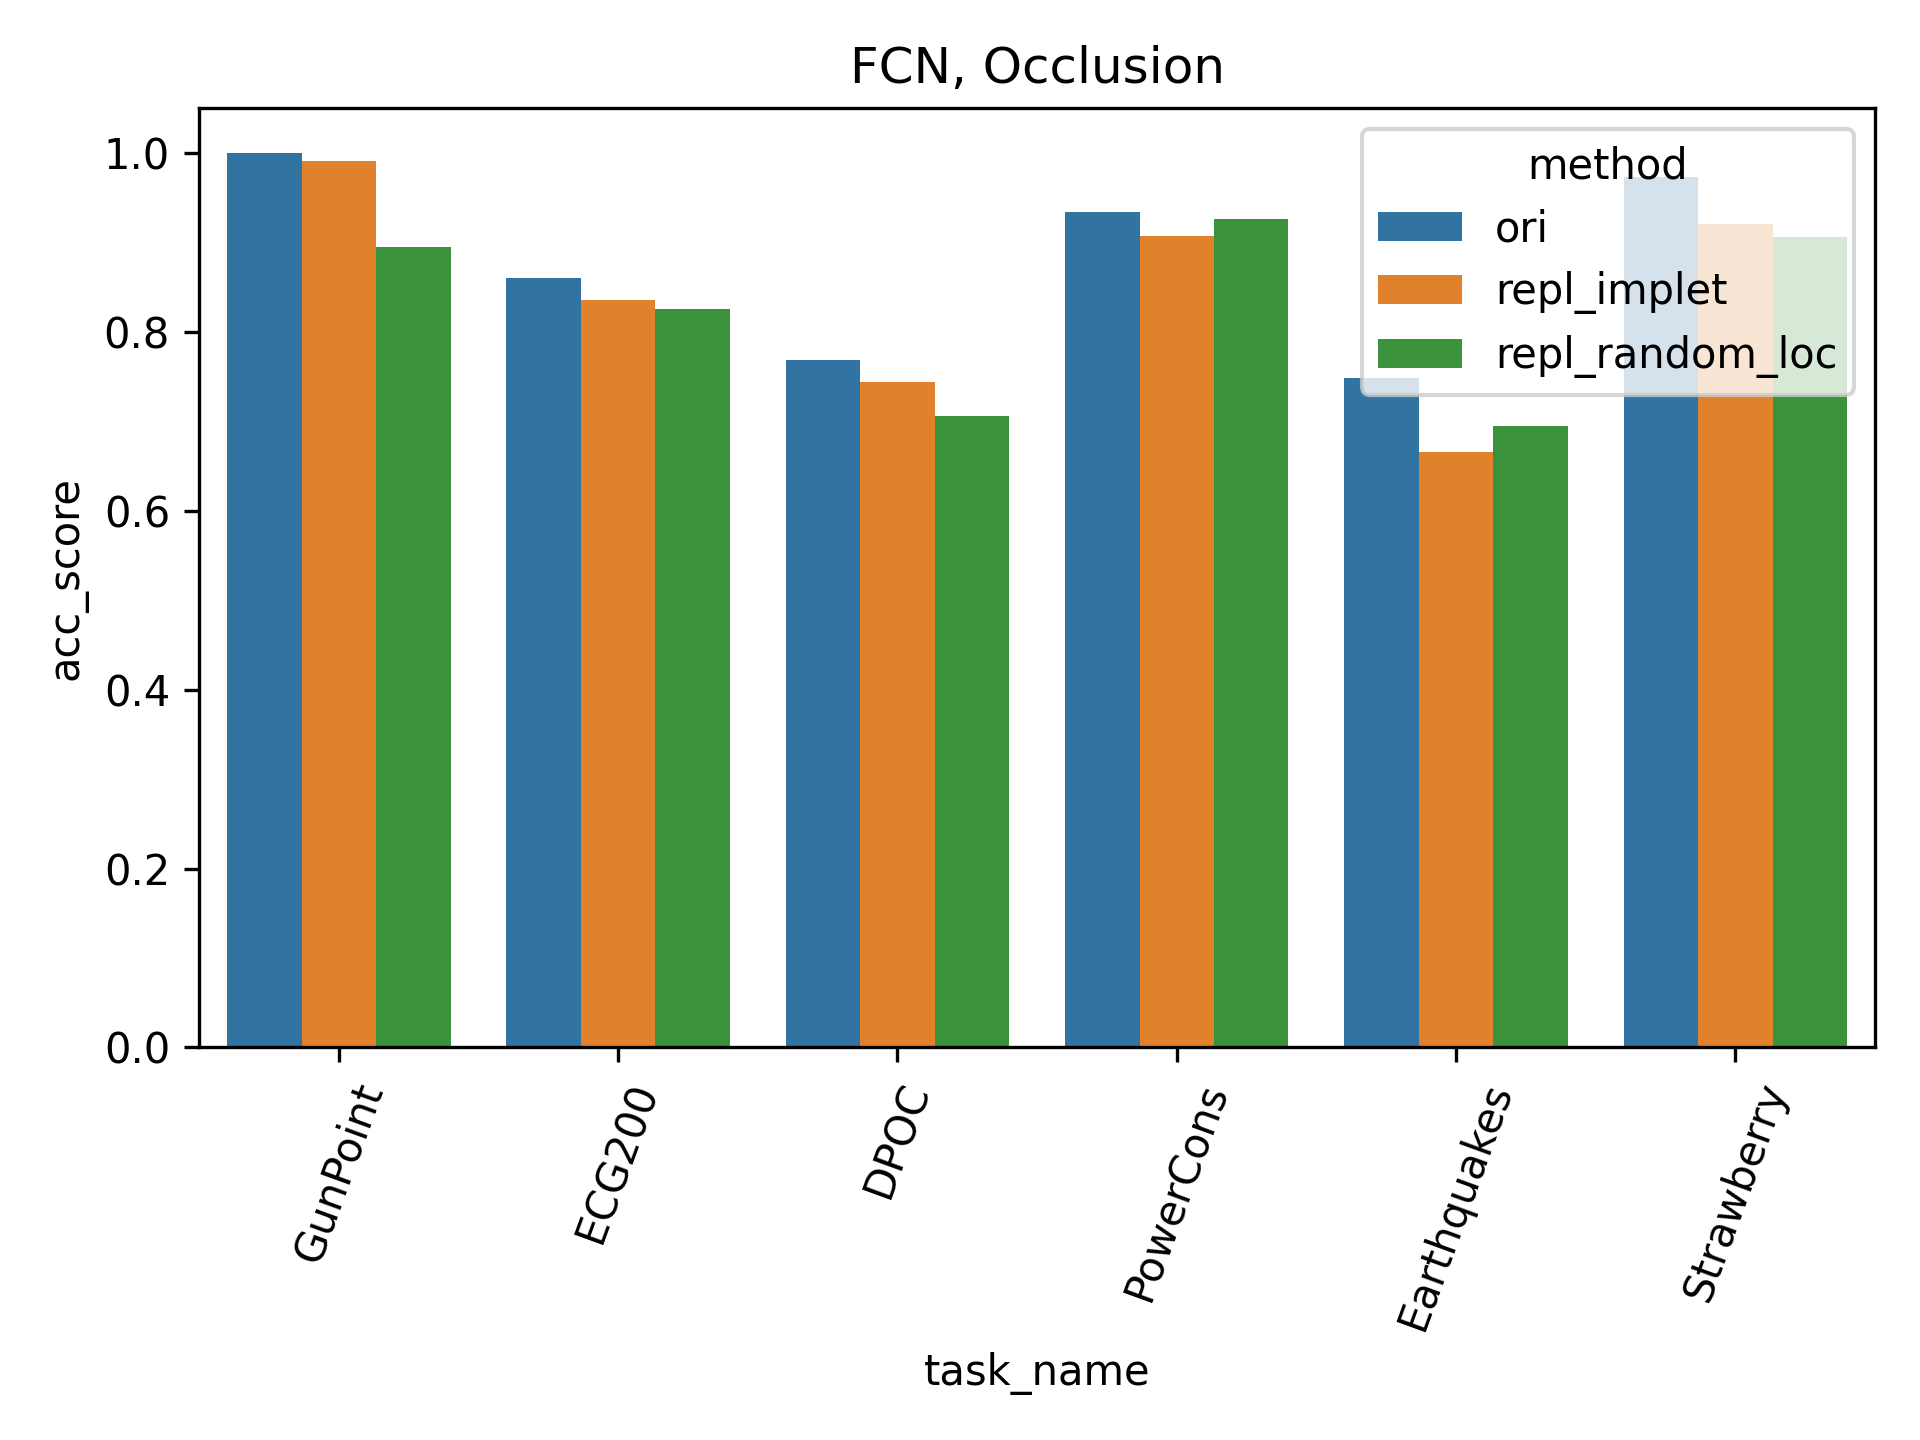 FCN, Occlusion
method
ori
repl_implet
repl_random_loc
acc_score
1.0
0.8
0.6
0.4
0.2
0.0
GunPoint
ECG200
DPOC
PowerCons
Earthquakes
Strawberry
task_name